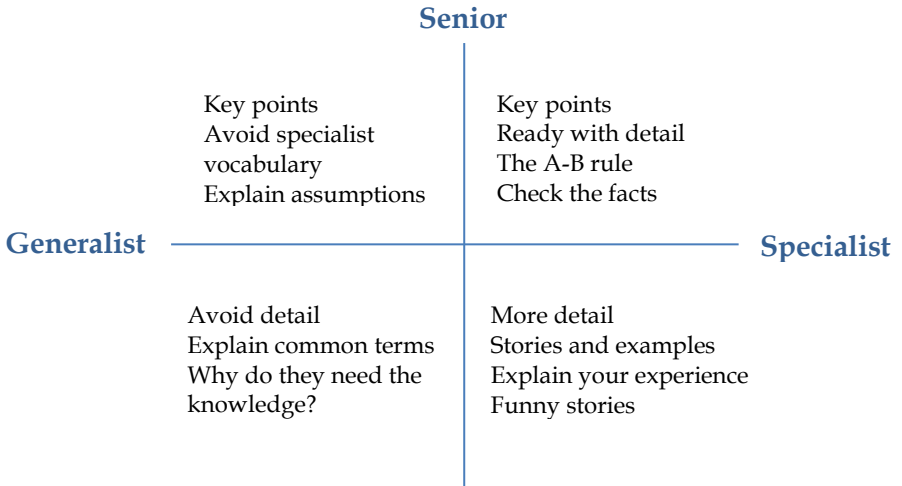 Senior
Key points
Avoid specialist
vocabulary
Explain assumptions
Key points
Ready with detail
The A-B rule
Check the facts
Generalist
Specialist
Avoid detail
Explain common terms
Why do they need the
knowledge?
More detail
Stories and examples
Explain your experience
Funny stories